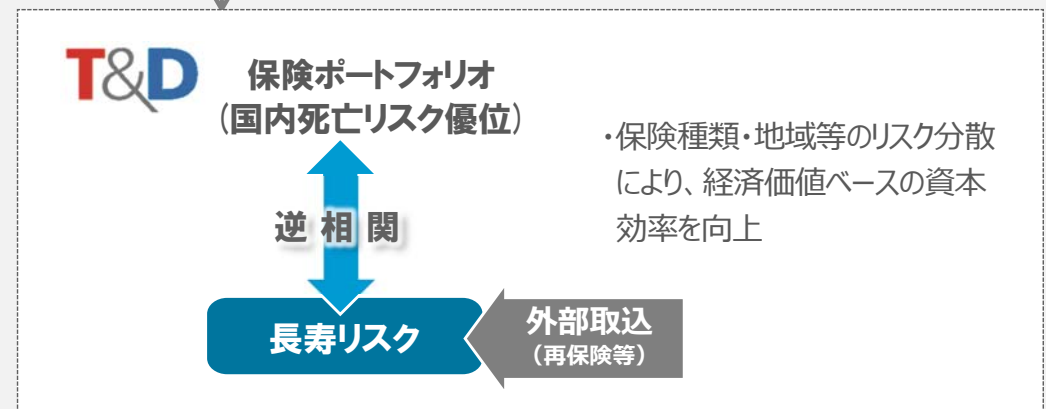 T&D
保険ポートフォリオ
(国内死亡リスク優位)
・保険種類・地域等のリスク分散
により、経済価値ベースの資本
効率を向上
逆相関
長寿リスク
外部取込
(再保険等)